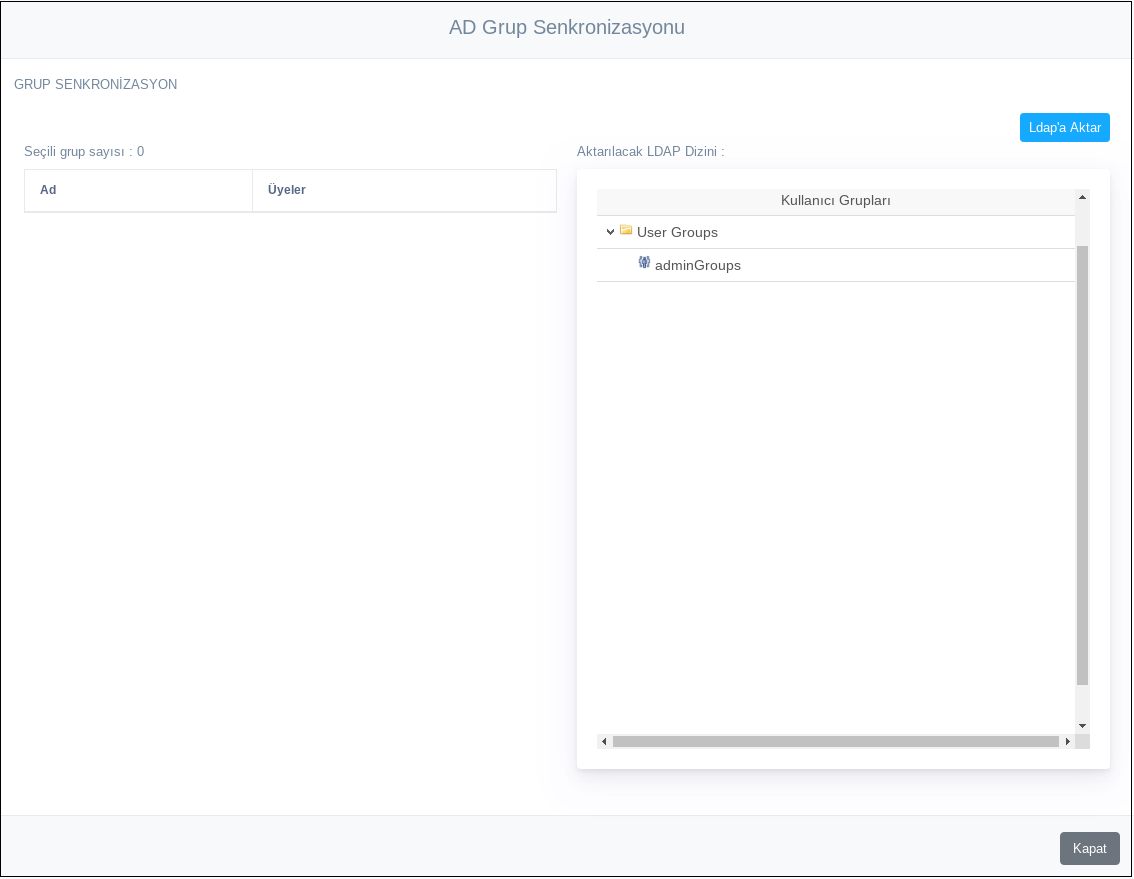 AD Grup Senkronizasyonu
GRUP SENKRONİZASYON
Ldap'a Aktar
Seçili grup sayısı : 0
Aktarılacak LDAP Dizini :
Ad Üyeler
Kullanıcı Grupları
User Groups
adminGroups
Kapat